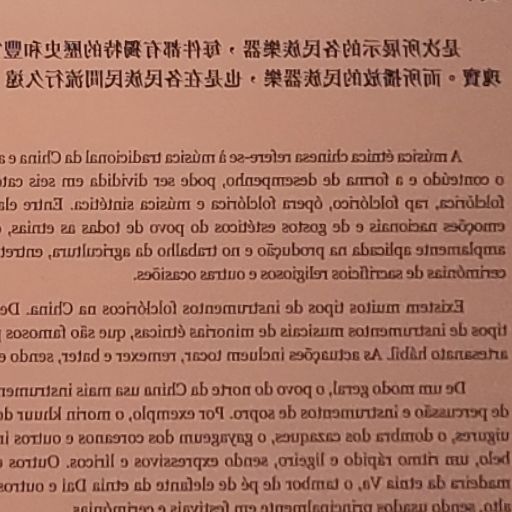 是次所展示的各民族樂器，每件都有獨特的歷史和豐
瑰寶。而所播放的民族器樂，也是在各民族民間流行久遠
A música étnica chinesa refere-se à música tradicional da China e a
o conteúdo e a forma de desempenho, pode ser dividida em seis cate
folclórica, rap folclórico, ópera folclórica e música sintética. Entre ela
emoções nacionais e de gostos estéticos do povo de todas as etnias,
amplamente aplicada na produção e no trabalho da agricultura, entret
cerimónias de sacrifícios religiosos e outras ocasiões.
Existem muitos tipos de instrumentos folclóricos na China. De
tipos de instrumentos musicais de minorias étnicas, que são famosos
artesanato hábil. As actuações incluem tocar, remexer e bater, sendo e
De um modo geral, o povo do norte da China usa mais instrumen
de percussão e instrumentos de sopro. Por exemplo, o morin khuur do
uigures, o dombra dos cazaques, o gayageum dos coreanos e outros in
belo, um ritmo rápido e ligeiro, sendo expressivos e líricos. Outros
madeira da etnia Va, o tambor de pé de elefante da etnia Dai e outros
alto, sendo usados principalmente em festivais e cerimónias